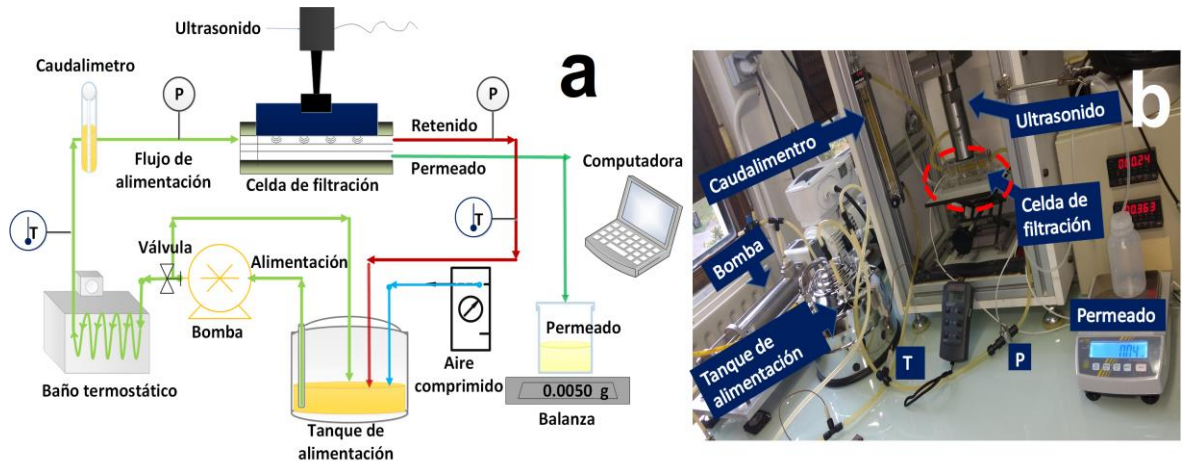 Ultrasonido
a
Caudalimetro
P
P
Retenido
Permeado
Flujo de
alimentación
Celda de filtración
Computadora
T
T
Válvula
Alimentación
Bomba
Baño termostático
Aire
comprimido
Permeado
0.0050 g
Balanza
Tanque de
alimentación
b
Ultrasonido
Caudalimentro
Celda de
filtración
Bomba
Tanque de
alimentación
Permeado
T
P